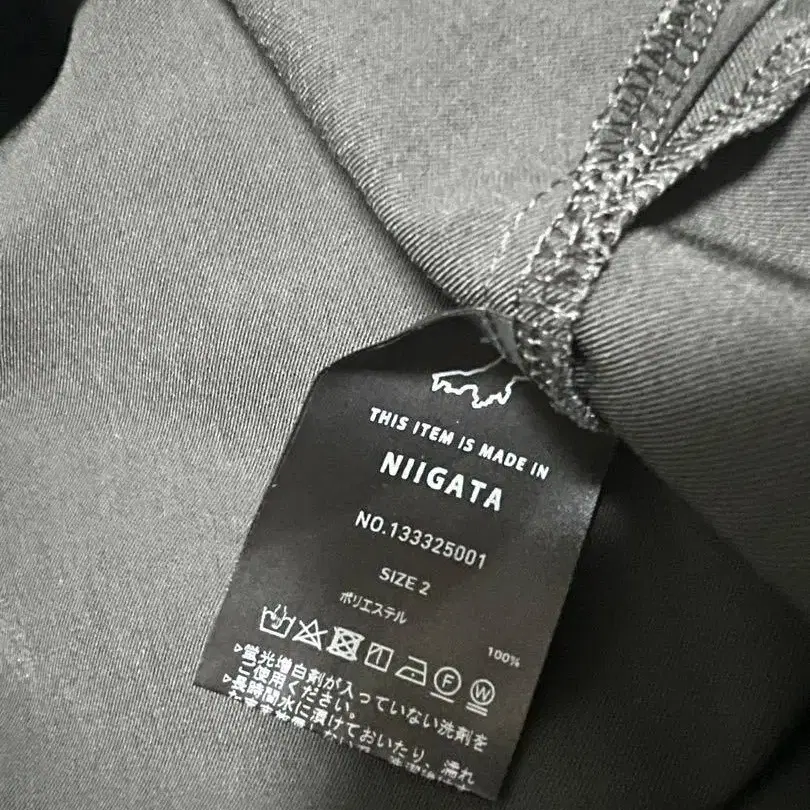 THIS ITEM IS MADE IN
NIIGATA
NO.133325001
SIZE 2
ポリエステル
100%
F
W
▷蛍光増白剤が入っていない洗剤を
ご使用ください。
▷長時間水に漬けておいたり、濡れ